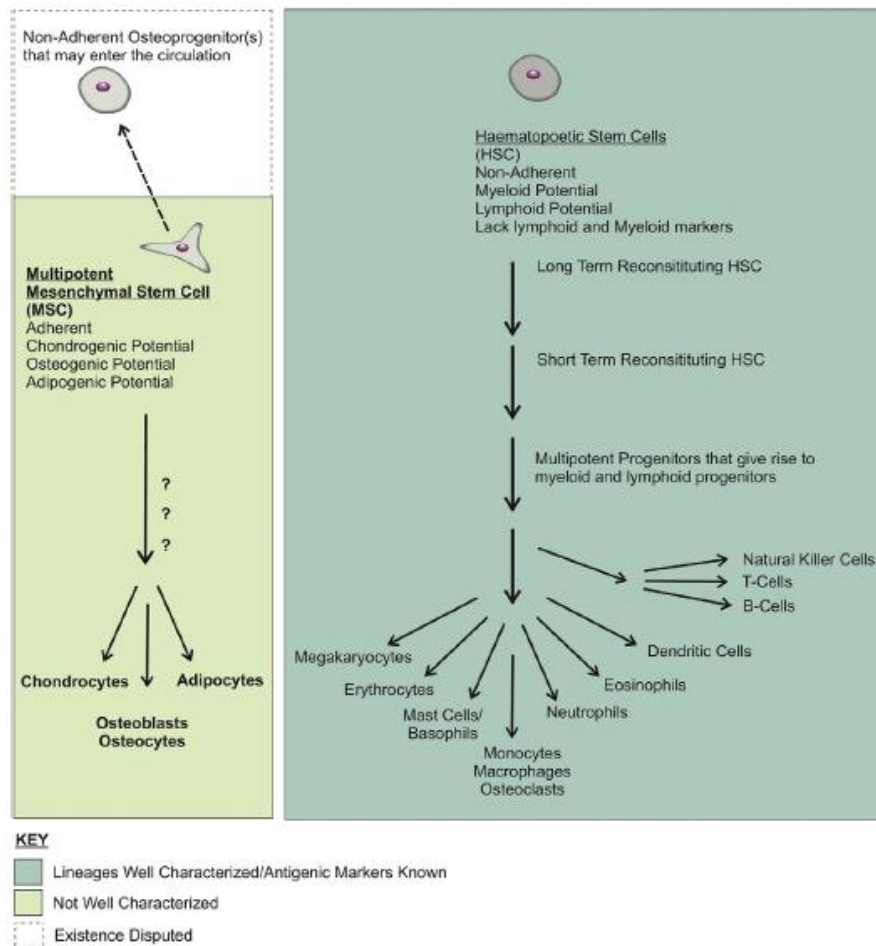 Non-Adherent Osteoprogenitor(s)
that may enter the circulation
Multipotent
Mesenchymal Stem Cell
(MSC)
Adherent
Chondrogenic Potential
Osteogenic Potential
Adipogenic Potential
?
?
?
Chondrocytes
Adipocytes
Osteoblasts
Osteocytes
Haematopoetic Stem Cells
(HSC)
Non-Adherent
Myeloid Potential
Lymphoid Potential
Lack lymphoid and Myeloid markers
Long Term Reconsitituting HSC
Short Term Reconsitituting HSC
Multipotent Progenitors that give rise to
myeloid and lymphoid progenitors
Natural Killer Cells
T-Cells
B-Cells
Megakaryocytes
Dendritic Cells
Erythrocytes
Eosinophils
Mast Cells/
Basophils
Neutrophils
Monocytes
Macrophages
Osteoclasts
KEY
Lineages Well Characterized/Antigenic Markers Known
Not Well Characterized
Existence Disputed